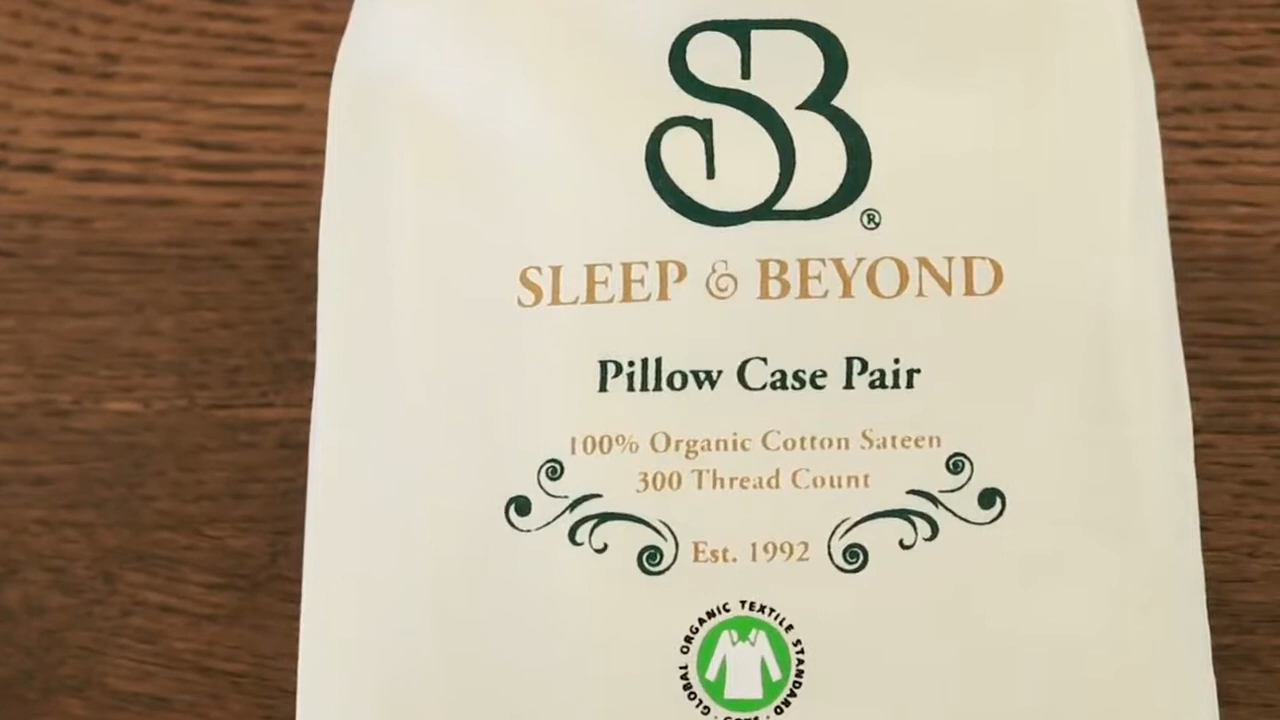 SB®
SLEEP & BEYOND
Pillow Case Pair
100% Organic Cotton Sateen
300 Thread Count
Est. 1992
GLOBAL ORGANIC TEXTILE STANDARD